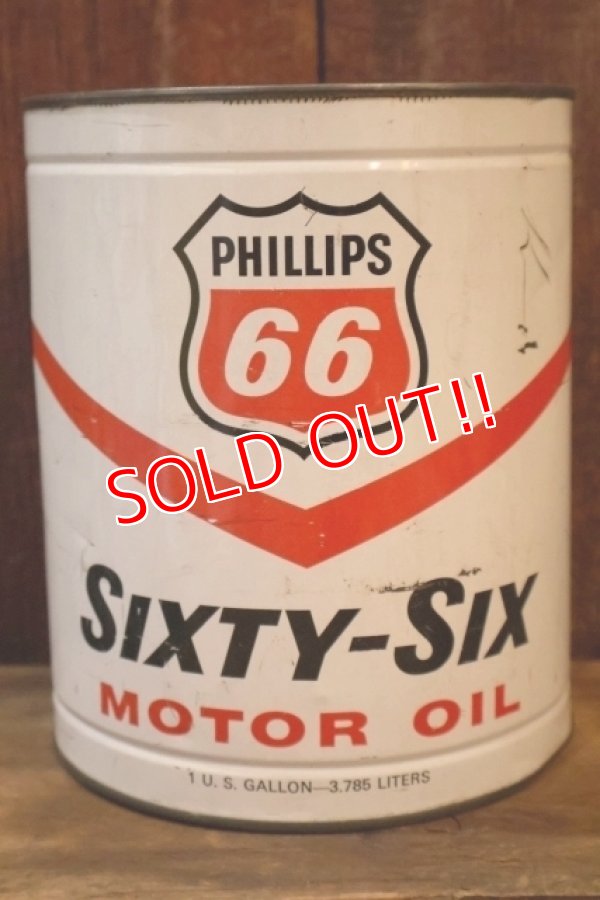 PHILLIPS
66
SOLD OUT!!
SIXTY-SIX
MOTOR OIL
1 U. S. GALLON—3.785 LITERS